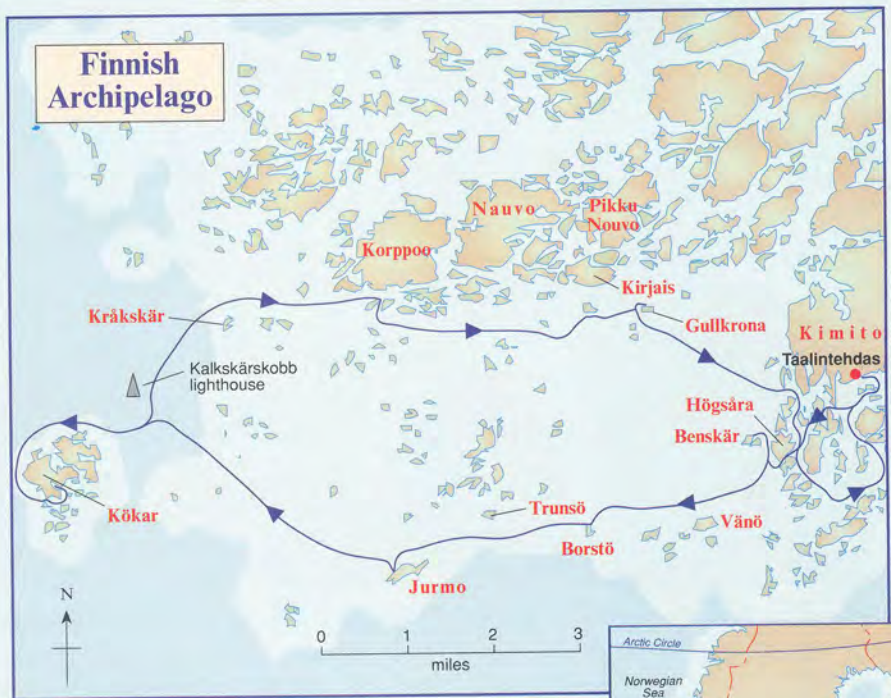 Finnish
Archipelago
Nauvo
Pikku
Nouvo
Korppoo
Kirjais
Kråkskär
Gullkrona
Kimito
Taalintehdas
Kalkskärskobb
lighthouse
Högsåra
Benskär
Kökar
Trunsö
Vänö
Borstö
Jurmo
N
0 1 2 3
miles
Arctic Circle
Norwegian
Sea